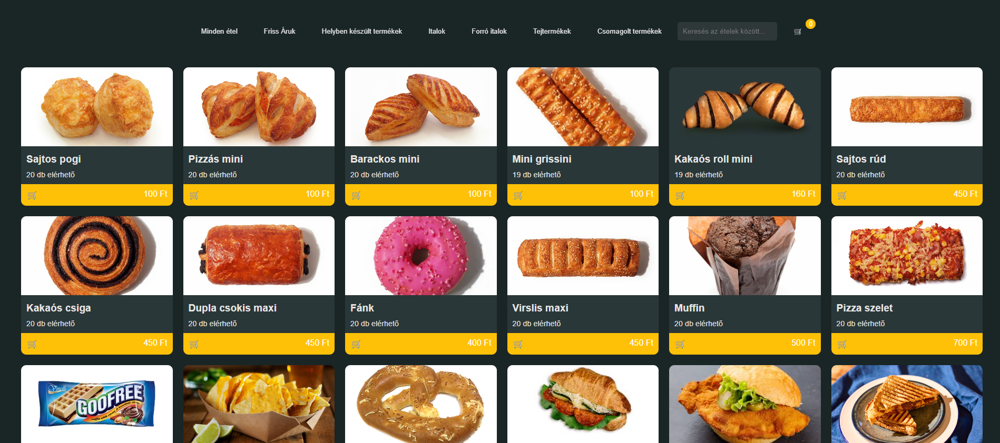 Minden étel
Friss Áruk
Helyben készült termékek
Italok
Forró italok
Tejtermékek
Csomagolt termékek
Keresés az ételek között...
0
Sajtos pogi
20 db elérhető
100 Ft
Pizzás mini
20 db elérhető
100 Ft
Barackos mini
20 db elérhető
100 Ft
Mini grissini
19 db elérhető
100 Ft
Kakaós roll mini
19 db elérhető
160 Ft
Sajtos rúd
20 db elérhető
450 Ft
Kakaós csiga
20 db elérhető
450 Ft
Dupla csokis maxi
20 db elérhető
450 Ft
Fánk
20 db elérhető
400 Ft
Virslis maxi
20 db elérhető
450 Ft
Muffin
20 db elérhető
500 Ft
Pizza szelet
20 db elérhető
700 Ft
Vinelli
GOOFREE